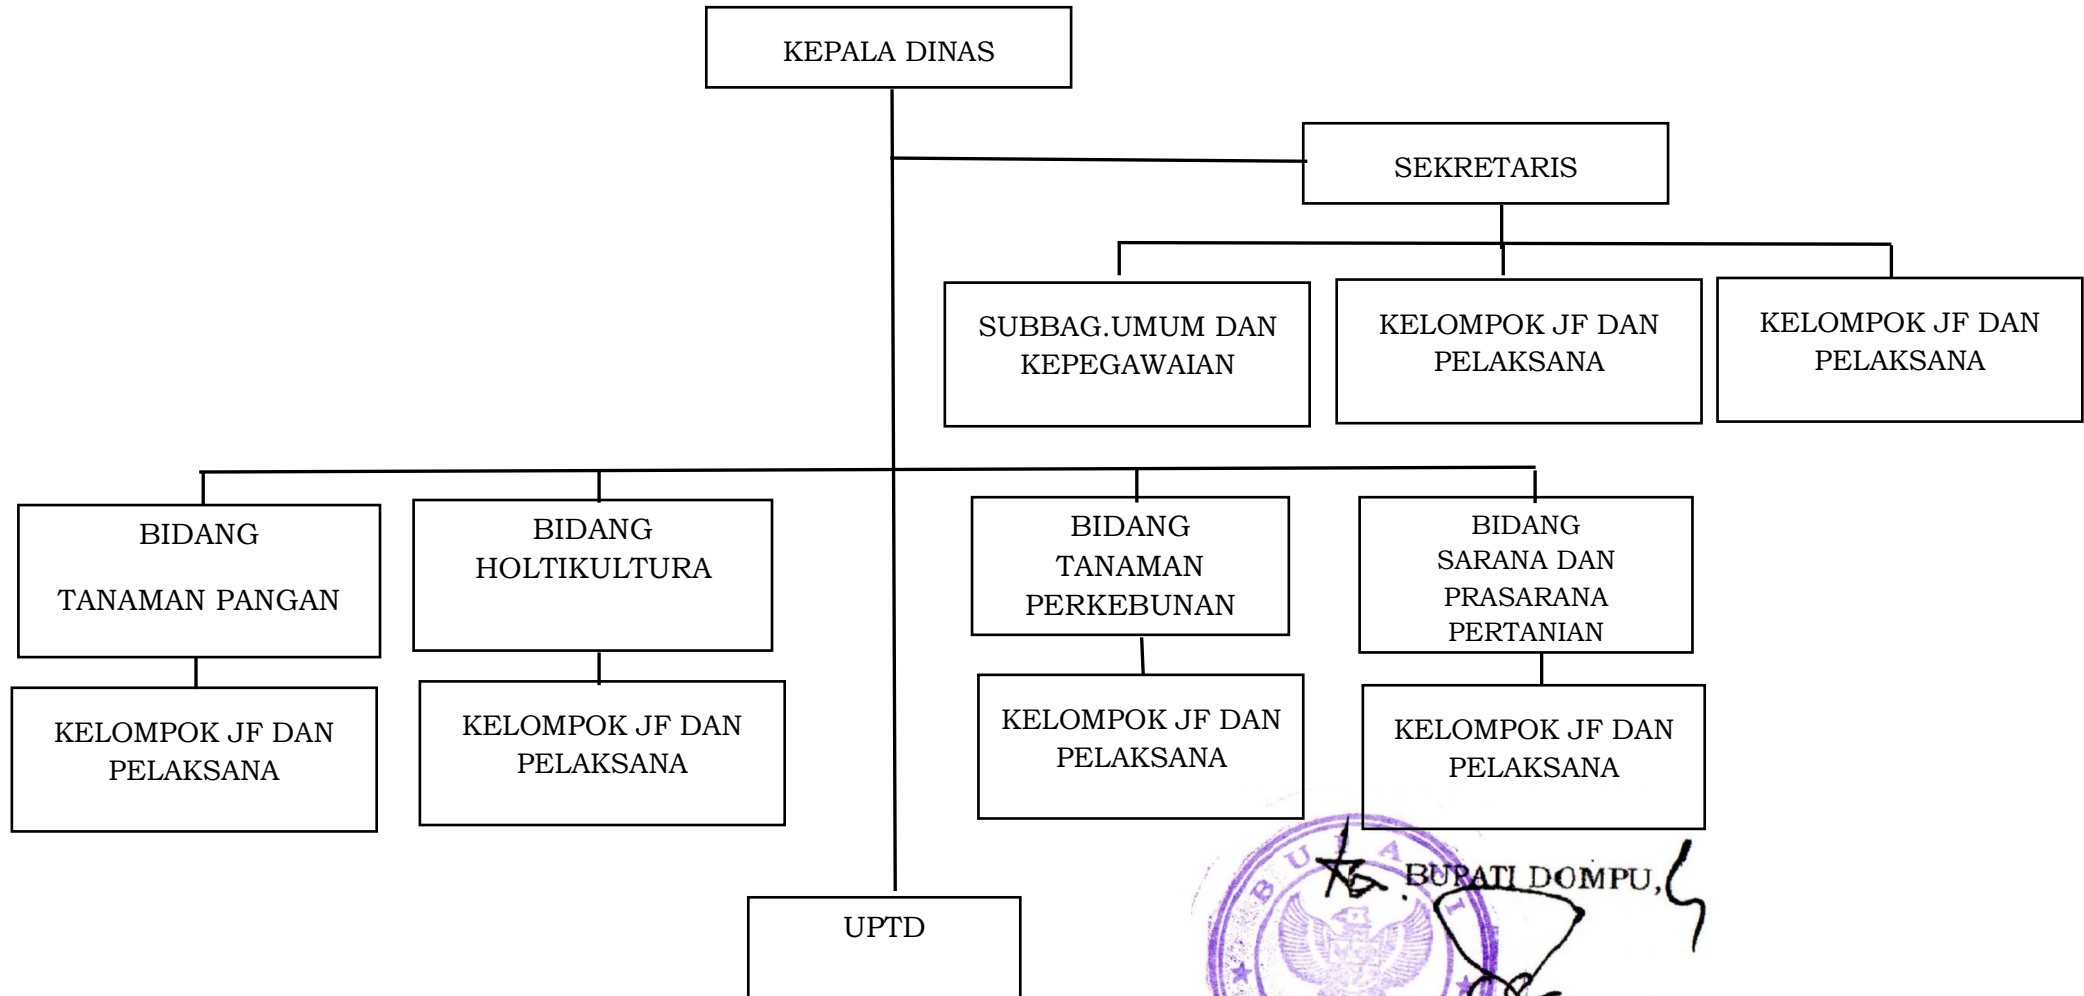 KEPALA DINAS
SEKRETARIS
SUBBAG.UMUM DAN
KEPEGAWAIAN
KELOMPOK JF DAN
PELAKSANA
KELOMPOK JF DAN
PELAKSANA
BIDANG
TANAMAN PANGAN
BIDANG
HOLTIKULTURA
BIDANG
TANAMAN
PERKEBUNAN
BIDANG
SARANA DAN
PRASARANA
PERTANIAN
KELOMPOK JF DAN
PELAKSANA
KELOMPOK JF DAN
PELAKSANA
KELOMPOK JF DAN
PELAKSANA
KELOMPOK JF DAN
PELAKSANA
BUPATI
BUPATI DOMPU,
UPTD